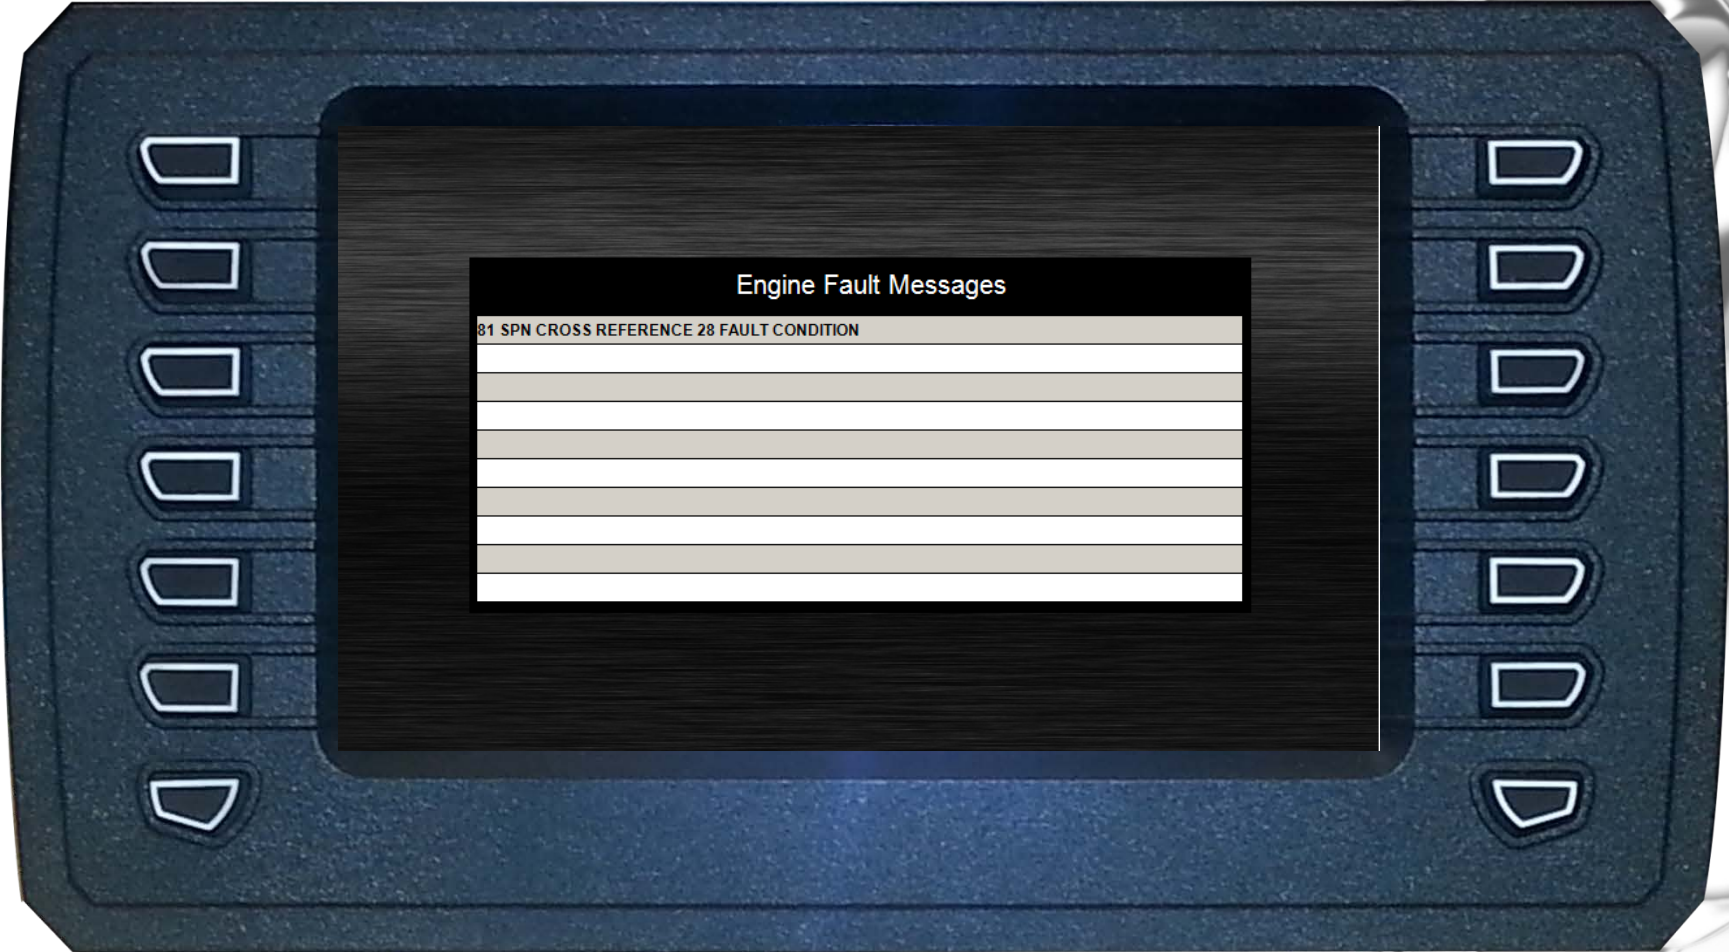 Engine Fault Messages
81 SPN CROSS REFERENCE 28 FAULT CONDITION